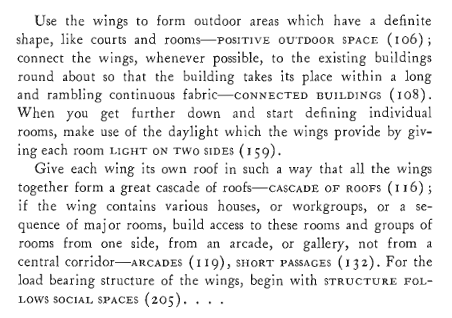 Use the wings to form outdoor areas which have a definite
shape, like courts and rooms—POSITIVE OUTDOOR SPACE (106);
connect the wings, whenever possible, to the existing buildings
round about so that the building takes its place within a long
and rambling continuous fabric—CONNECTED BUILDINGS (108).
When you get further down and start defining individual
rooms, make use of the daylight which the wings provide by giv-
ing each room LIGHT ON TWO SIDES (159).
Give each wing its own roof in such a way that all the wings
together form a great cascade of roofs—CASCADE OF ROOFS (116);
if the wing contains various houses, or workgroups, or a se-
quence of major rooms, build access to these rooms and groups of
rooms from one side, from an arcade, or gallery, not from a
central corridor—ARCADES (119), SHORT PASSAGES (132). For the
load bearing structure of the wings, begin with STRUCTURE FOL-
LOWS SOCIAL SPACES (205). . . .